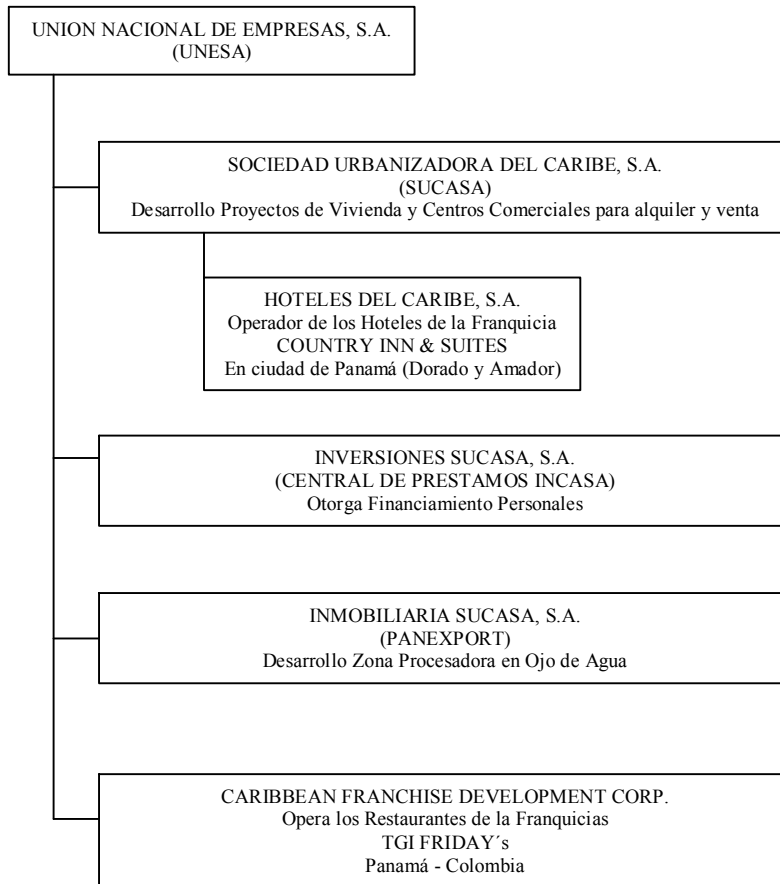 UNION NACIONAL DE EMPRESAS, S.A.
(UNESA)
SOCIEDAD URBANIZADORA DEL CARIBE, S.A.
(SUCASA)
Desarrollo Proyectos de Vivienda y Centros Comerciales para alquiler y venta
HOTELES DEL CARIBE, S.A.
Operador de los Hoteles de la Franquicia
COUNTRY INN & SUITES
En ciudad de Panamá (Dorado y Amador)
INVERSIONES SUCASA, S.A.
(CENTRAL DE PRESTAMOS INCASA)
Otorga Financiamiento Personales
INMOBILIARIA SUCASA, S.A.
(PANEXPORT)
Desarrollo Zona Procesadora en Ojo de Agua
CARIBBEAN FRANCHISE DEVELOPMENT CORP.
Opera los Restaurantes de la Franquicias
TGI FRIDAY´s
Panamá - Colombia